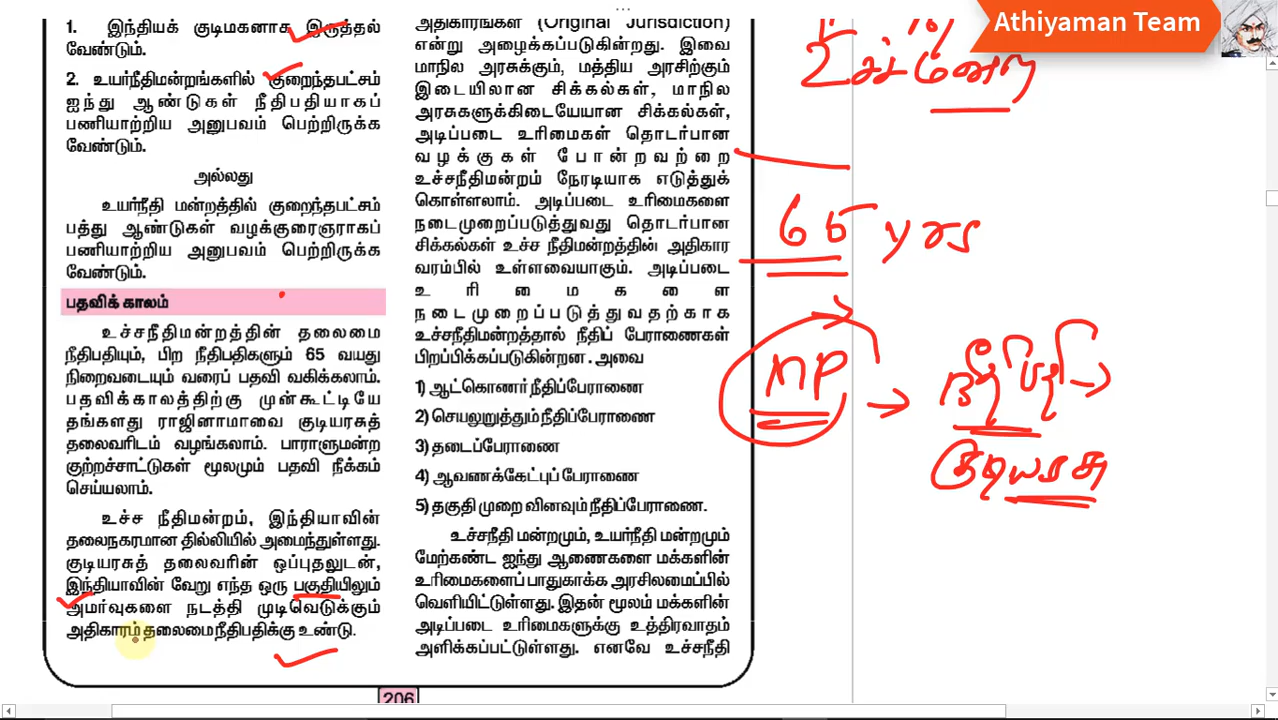 Athiyaman Team
1. இந்தியக் குடிமகனாக இருத்தல்
வேண்டும்.
2. உயர்நீதிமன்றங்களில் குறைந்தபட்சம்
ஐந்து ஆண்டுகள் நீதிபதியாகப்
பணியாற்றிய அனுபவம் பெற்றிருக்க
வேண்டும்.
அல்லது
உயர்நீதி மன்றத்தில் குறைந்தபட்சம்
பத்து ஆண்டுகள் வழக்குரைஞராகப்
பணியாற்றிய அனுபவம் பெற்றிருக்க
வேண்டும்.
பதவிக் காலம்
உச்சநீதிமன்றத்தின் தலைமை
நீதிபதியும், பிற நீதிபதிகளும் 65 வயது
நிறைவடையும் வரைப் பதவி வகிக்கலாம்.
பதவிக்காலத்திற்கு முன்கூட்டியே
தங்களது ராஜினாமாவை குடியரசுத்
தலைவரிடம் வழங்கலாம். பாராளுமன்ற
குற்றச்சாட்டுகள் மூலமும் பதவி நீக்கம்
செய்யலாம்.
உச்ச நீதிமன்றம், இந்தியாவின்
தலைநகரமான தில்லியில் அமைந்துள்ளது.
குடியரசுத் தலைவரின் ஒப்புதலுடன்,
இந்தியாவின் வேறு எந்த ஒரு பகுதியிலும்
அமர்வுகளை நடத்தி முடிவெடுக்கும்
அதிகாரம் தலைமை நீதிபதிக்கு உண்டு.
அதிகாரங்கள் (Original Jurisdiction)
என்று அழைக்கப்படுகின்றது. இவை
மாநில அரசுக்கும், மத்திய அரசிற்கும்
இடையிலான சிக்கல்கள், மாநில
அரசுகளுக்கிடையேயான சிக்கல்கள்,
அடிப்படை உரிமைகள் தொடர்பான
வழக்குகள் போன்றவற்றை
உச்சநீதிமன்றம் நேரடியாக எடுத்துக்
கொள்ளலாம். அடிப்படை உரிமைகளை
நடைமுறைப்படுத்துவது தொடர்பான
சிக்கல்கள் உச்ச நீதிமன்றத்தின் அதிகார
வரம்பில் உள்ளவையாகும். அடிப்படை
உரிமைகளை
நடைமுறைப்படுத்துவதற்காக
உச்சநீதிமன்றத்தால் நீதிப் பேராணைகள்
பிறப்பிக்கப்படுகின்றன. அவை
1) ஆட்கொணர் நீதிப்பேராணை
2) செயலுறுத்தும் நீதிப்பேராணை
3) தடைப்பேராணை
4) ஆவணக்கேட்புப் பேராணை
5) தகுதி முறை வினவும் நீதிப்பேராணை.
உச்சநீதி மன்றமும், உயர்நீதி மன்றமும்
மேற்கண்ட ஐந்து ஆணைகளை மக்களின்
உரிமைகளைப் பாதுகாக்க அரசிலமைப்பில்
வெளியிட்டுள்ளது. இதன் மூலம் மக்களின்
அடிப்படை உரிமைகளுக்கு உத்திரவாதம்
அளிக்கப்பட்டுள்ளது. எனவே உச்சநீதி
206
65 yrs
MP
நீதிபதி
குடியரசு